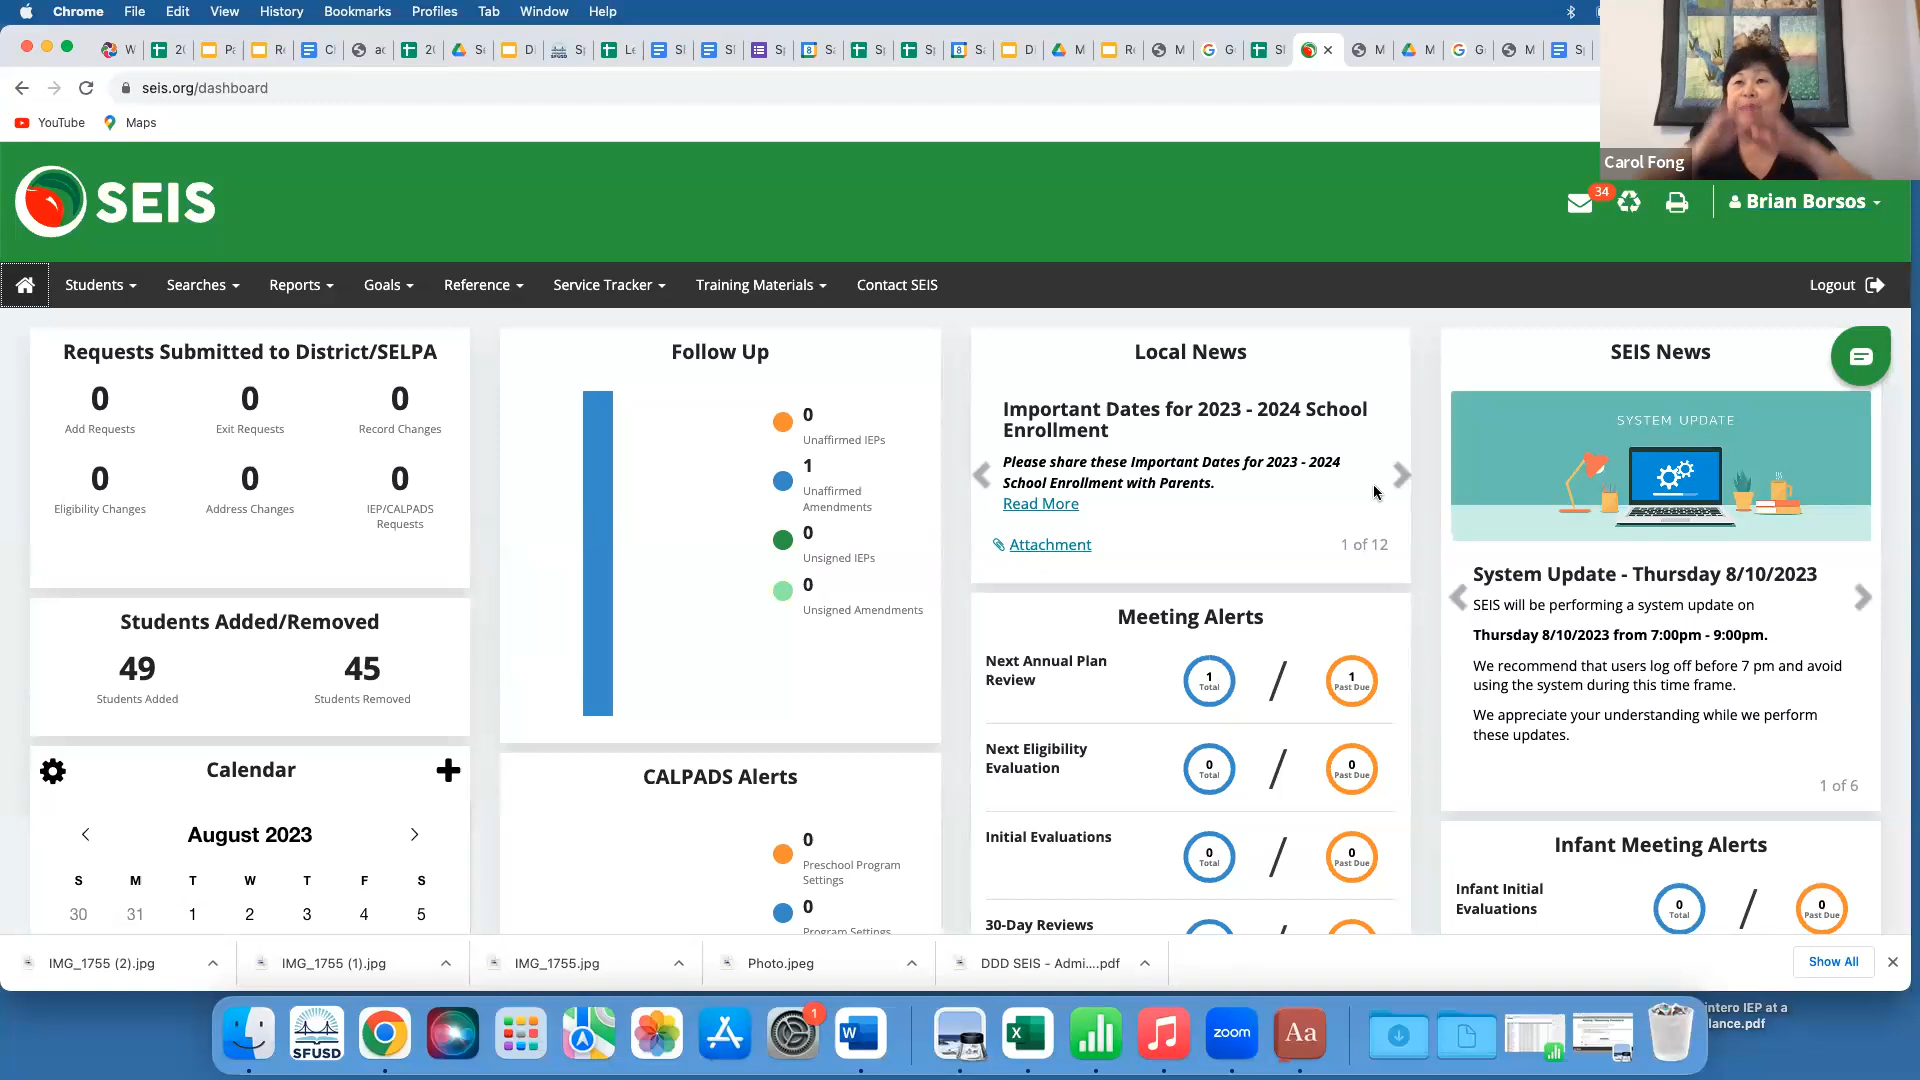 Chrome File Edit View History Bookmarks Profiles Tab Window Help
seis.org/dashboard
YouTube Maps
Carol Fong
SEIS
34
Brian Borsos
Students Searches Reports Goals Reference Service Tracker Training Materials Contact SEIS Logout
Requests Submitted to District/SELPA
0 0 0
Add Requests Exit Requests Record Changes
0 0 0
Eligibility Changes Address Changes IEP/CALPADS
Requests
Students Added/Removed
49 45
Students Added Students Removed
Calendar
August 2023
S M T W T F S
30 31 1 2 3 4 5
Follow Up
0
Unaffirmed IEPs
1
Unaffirmed
Amendments
0
Unsigned IEPs
0
Unsigned Amendments
CALPADS Alerts
0
Preschool Program
Settings
0
Program Settings
Local News
Important Dates for 2023 - 2024 School
Enrollment
Please share these Important Dates for 2023 - 2024
School Enrollment with Parents.
Read More
Attachment 1 of 12
Meeting Alerts
Next Annual Plan
Review
1 Total / 1 Past Due
Next Eligibility
Evaluation
0 Total / 0 Past Due
Initial Evaluations
0 Total / 0 Past Due
30-Day Reviews
SEIS News
SYSTEM UPDATE
System Update - Thursday 8/10/2023
SEIS will be performing a system update on
Thursday 8/10/2023 from 7:00pm - 9:00pm.
We recommend that users log off before 7 pm and avoid
using the system during this time frame.
We appreciate your understanding while we perform
these updates.
1 of 6
Infant Meeting Alerts
Infant Initial
Evaluations
0 Total / 0 Past Due
IMG_1755 (2).jpg IMG_1755 (1).jpg IMG_1755.jpg Photo.jpeg DDD SEIS - Admi....pdf Show All
SFUSD
1
W
zoom
Aa
intero IEP at a
lance.pdf